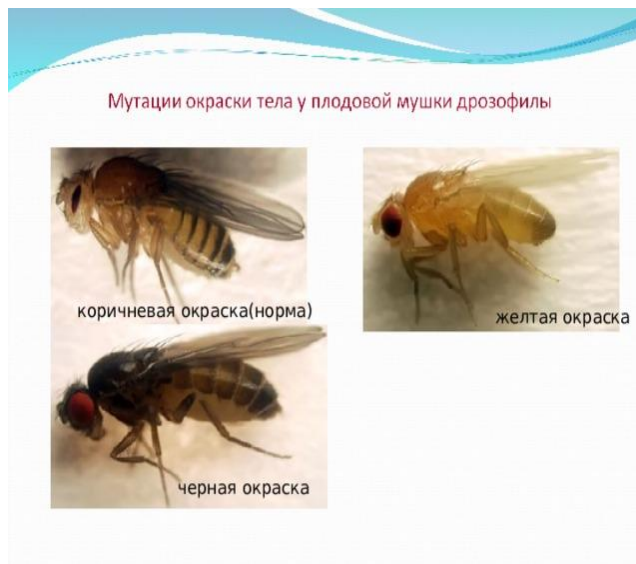 Мутации окраски тела у плодовой мушки дрозофилы
коричневая окраска(норма)
желтая окраска
черная окраска